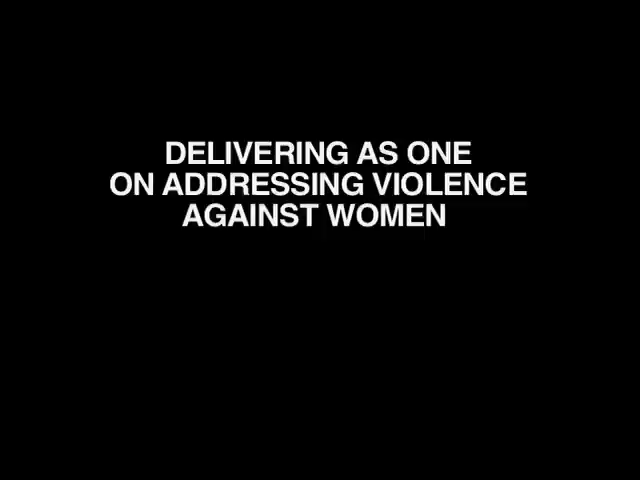 DELIVERING AS ONE
ON ADDRESSING VIOLENCE
AGAINST WOMEN